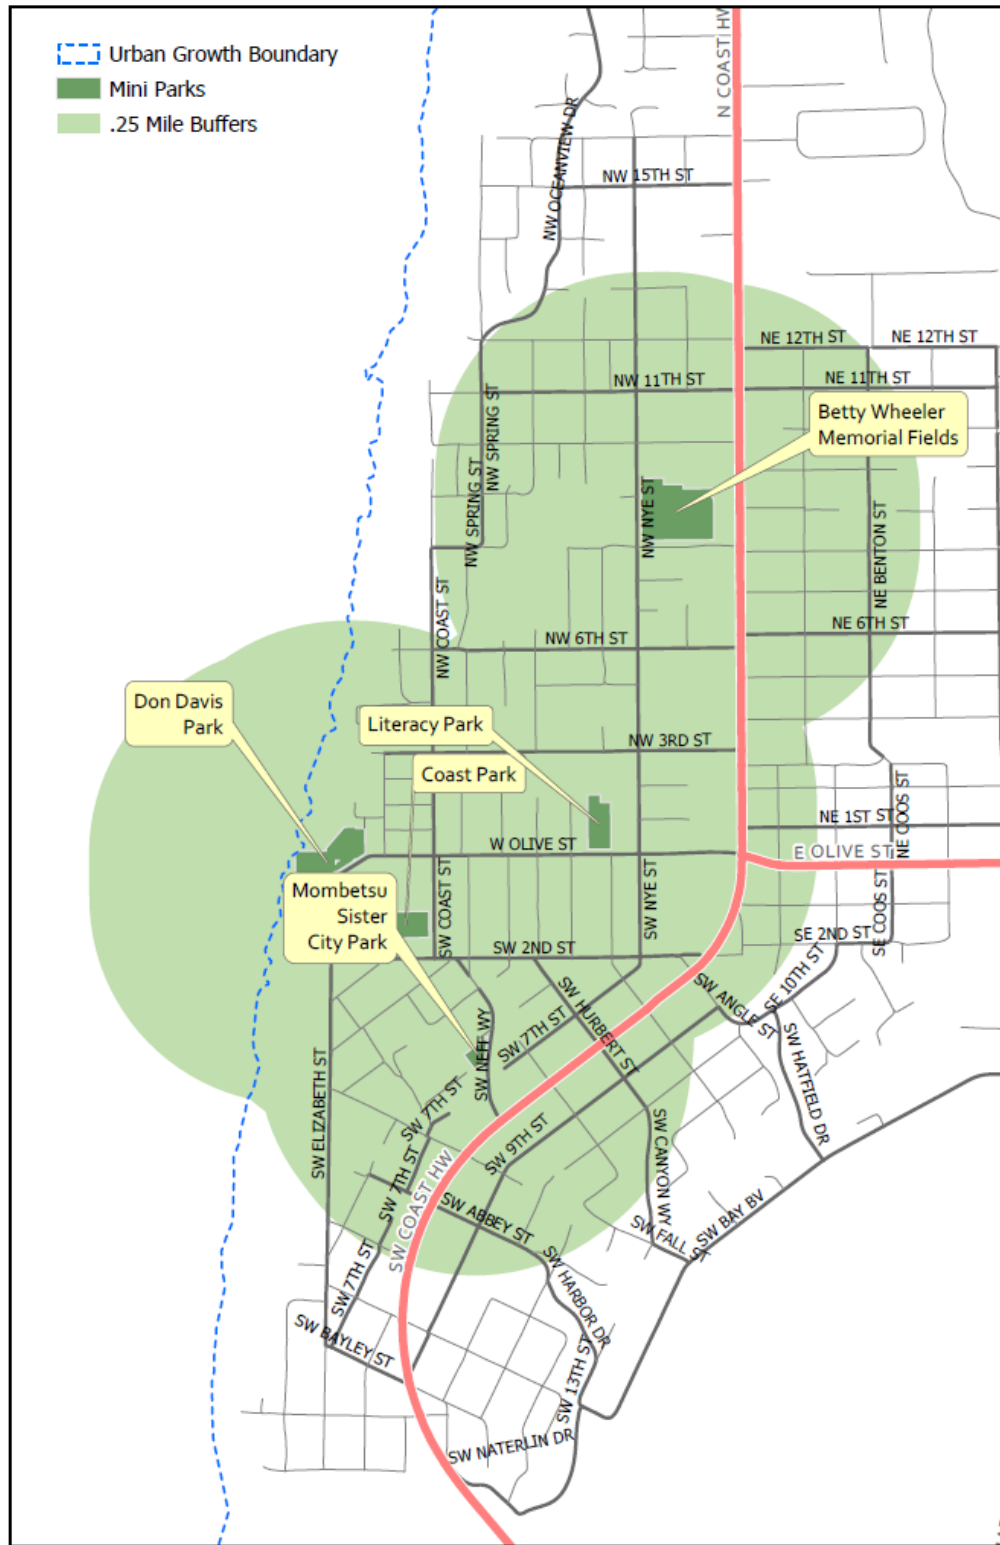 Urban Growth Boundary
Mini Parks
.25 Mile Buffers
N COAST HW
NW OCEANVIEW DR
NW 15TH ST
NE 12TH ST
NE 12TH ST
NW 11TH ST
NE 11TH ST
NW SPRING ST
NW SPRING ST
Betty Wheeler
Memorial Fields
NW NYE ST
NE BENTON ST
NW COAST ST
NW 6TH ST
NE 6TH ST
Don Davis
Park
Literacy Park
NW 3RD ST
Coast Park
NE 1ST ST
NE COOS ST
W OLIVE ST
E OLIVE ST
Mombetsu
Sister
City Park
SW COAST ST
SW NYE ST
SE COOS ST
SW 2ND ST
SE 2ND ST
SW ANGLE ST
SE 10TH ST
SW HURBERT ST
SW NEFF WY
SW 7TH ST
SW HATFIELD DR
SW ELIZABETH ST
SW 7TH ST
SW 9TH ST
SW CANYON WY
SW 7TH ST
SW COAST HW
SW ABBEY ST
SW FALL ST
SW BAY BV
SW 7TH ST
SW HARBOR DR
SW BAYLEY ST
SW 13TH ST
SW NATERLIN DR